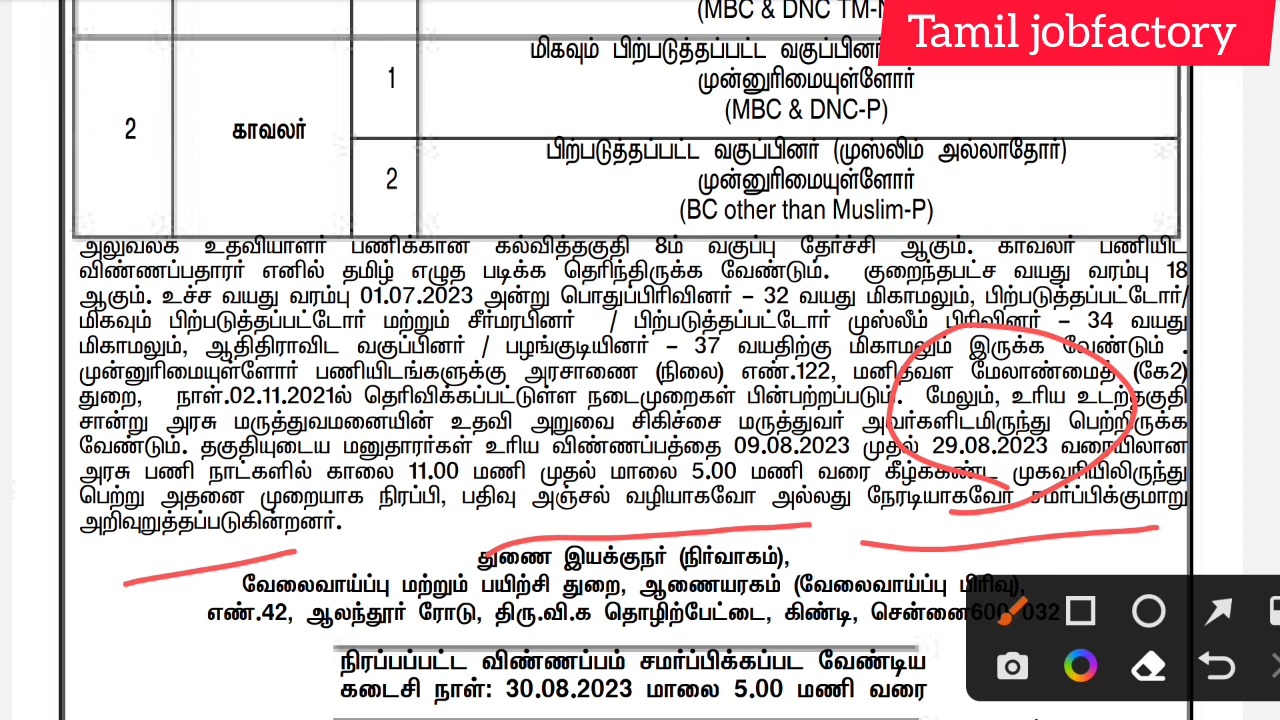 (MBC & DNC TM-
Tamil jobfactory
மிகவும் பிற்படுத்தப்பட்ட வகுப்பினர்
1
முன்னுரிமையுள்ளோர்
(MBC & DNC-P)
2
காவலர்
பிற்படுத்தப்பட்ட வகுப்பினர் (முஸ்லிம் அல்லாதோர்)
2
முன்னுரிமையுள்ளோர்
(BC other than Muslim-P)
அலுவலக உதவியாளர் பணிக்கான கல்வித்தகுதி 8ம் வகுப்பு தேர்ச்சி ஆகும். காவலர் பணியிட
விண்ணப்பதாரர் எனில் தமிழ் எழுத படிக்க தெரிந்திருக்க வேண்டும். குறைந்தபட்ச வயது வரம்பு 18
ஆகும். உச்ச வயது வரம்பு 01.07.2023 அன்று பொதுப்பிரிவினர் – 32 வயது மிகாமலும், பிற்படுத்தப்பட்டோர்/
மிகவும் பிற்படுத்தப்பட்டோர் மற்றும் சீர்மரபினர் / பிற்படுத்தப்பட்டோர் முஸ்லீம் பிரிவினர் – 34 வயது
மிகாமலும், ஆதிதிராவிட வகுப்பினர் / பழங்குடியினர் – 37 வயதிற்கு மிகாமலும் இருக்க வேண்டும் .
முன்னுரிமையுள்ளோர் பணியிடங்களுக்கு அரசாணை (நிலை) எண்.122, மனிதவள மேலாண்மைத் (கே2)
துறை, நாள்.02.11.2021ல் தெரிவிக்கப்பட்டுள்ள நடைமுறைகள் பின்பற்றப்படும். மேலும், உரிய உடற்தகுதி
சான்று அரசு மருத்துவமனையின் உதவி அறுவை சிகிச்சை மருத்துவர் அவர்களிடமிருந்து பெற்றிருக்க
வேண்டும். தகுதியுடைய மனுதாரர்கள் உரிய விண்ணப்பத்தை 09.08.2023 முதல் 29.08.2023 வரையிலான
அரசு பணி நாட்களில் காலை 11.00 மணி முதல் மாலை 5.00 மணி வரை கீழ்கண்ட முகவரியிலிருந்து
பெற்று அதனை முறையாக நிரப்பி, பதிவு அஞ்சல் வழியாகவோ அல்லது நேரடியாகவோ சமர்ப்பிக்குமாறு
அறிவுறுத்தப்படுகின்றனர்.
துணை இயக்குநர் (நிர்வாகம்),
வேலைவாய்ப்பு மற்றும் பயிற்சி துறை, ஆணையரகம் (வேலைவாய்ப்பு பிரிவு),
எண்.42, ஆலந்தூர் ரோடு, திரு.வி.க தொழிற்பேட்டை, கிண்டி, சென்னை600 032
நிரப்பப்பட்ட விண்ணப்பம் சமர்ப்பிக்கப்பட வேண்டிய
கடைசி நாள்: 30.08.2023 மாலை 5.00 மணி வரை